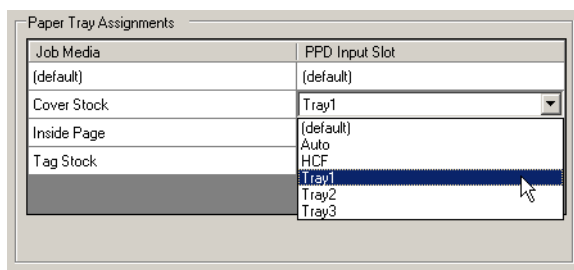 Paper Tray Assignments
Job Media PPD Input Slot
(default) (default)
Cover Stock Tray1
Inside Page (default)
Auto
Tag Stock HCF
Tray1
Tray2
Tray3